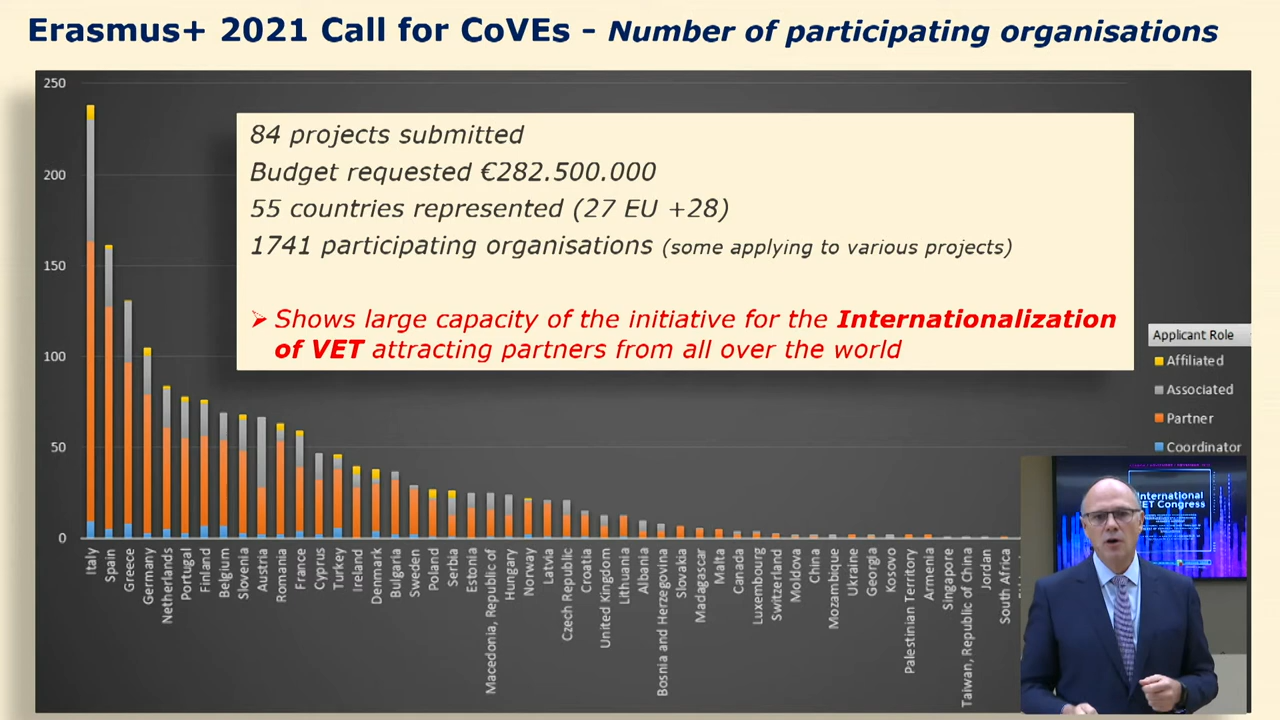 Erasmus+ 2021 Call for CoVEs - Number of participating organisations
250
200
150
100
50
0
84 projects submitted
Budget requested €282.500.000
55 countries represented (27 EU +28)
1741 participating organisations (some applying to various projects)
➢ Shows large capacity of the initiative for the Internationalization
of VET attracting partners from all over the world
Applicant Role
Affiliated
Associated
Partner
Coordinator
Italy
Spain
Greece
Germany
Netherlands
Portugal
Finland
Belgium
Slovenia
Austria
Romania
France
Cyprus
Turkey
Ireland
Denmark
Bulgaria
Sweden
Poland
Serbia
Estonia
Macedonia, Republic of
Hungary
Norway
Latvia
Czech Republic
Croatia
United Kingdom
Lithuania
Albania
Bosnia and Herzegovina
Slovakia
Madagascar
Malta
Canada
Luxembourg
Switzerland
Moldova
China
Mozambique
Ukraine
Georgia
Kosovo
Palestinian Territory
Armenia
Singapore
Taiwan, Republic of China
Jordan
South Africa
International
VET Congress